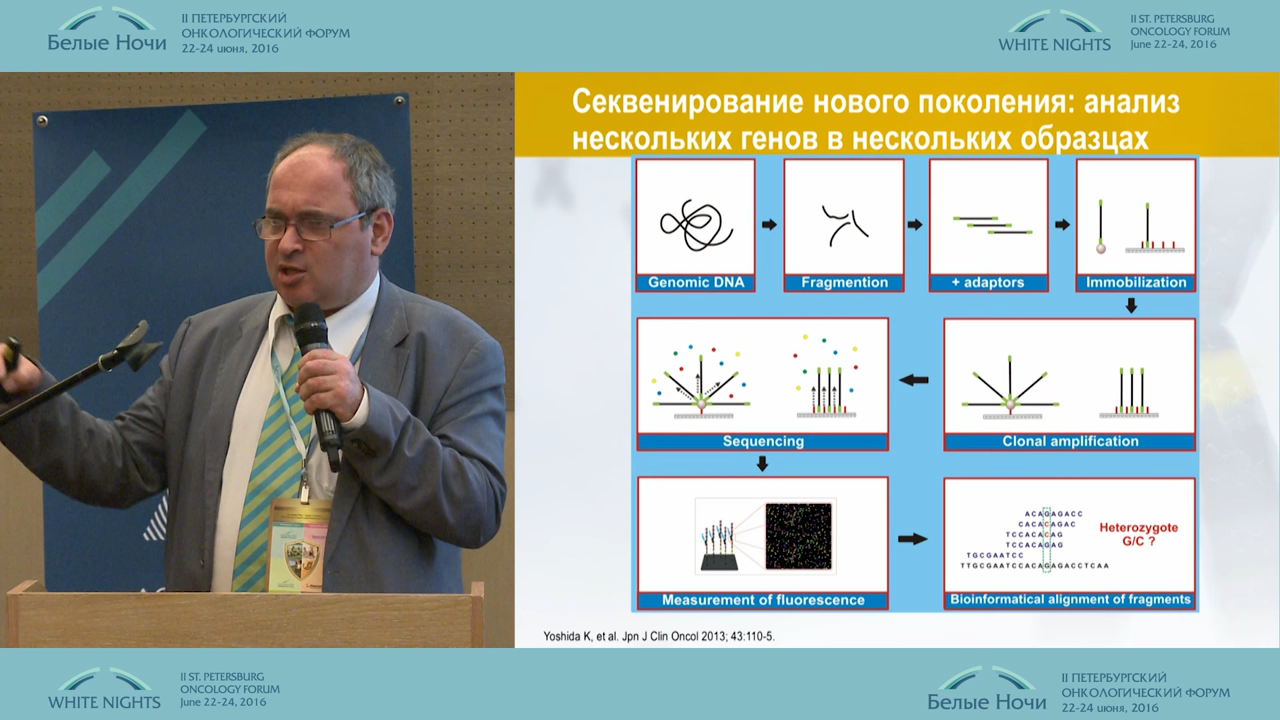 Белые Ночи
II ПЕТЕРБУРГСКИЙ
ОНКОЛОГИЧЕСКИЙ ФОРУМ
22-24 июня, 2016
WHITE NIGHTS
II ST. PETERSBURG
ONCOLOGY FORUM
June 22-24, 2016
Секвенирование нового поколения: анализ
нескольких генов в нескольких образцах
Genomic DNA
Fragmention
+ adaptors
Immobilization
Sequencing
Clonal amplification
Measurement of fluorescence
ACAGAGACC
CACACAGAC
TCCACACAG
TCCACAGAG
TGCGAATCC
TTGCGAATCCACAGAGACCTCAA
Heterozygote
G/C ?
Bioinformatical alignment of fragments
Yoshida K, et al. Jpn J Clin Oncol 2013; 43:110-5.
WHITE NIGHTS
II ST. PETERSBURG
ONCOLOGY FORUM
June 22-24, 2016
Белые Ночи
II ПЕТЕРБУРГСКИЙ
ОНКОЛОГИЧЕСКИЙ ФОРУМ
22-24 июня, 2016